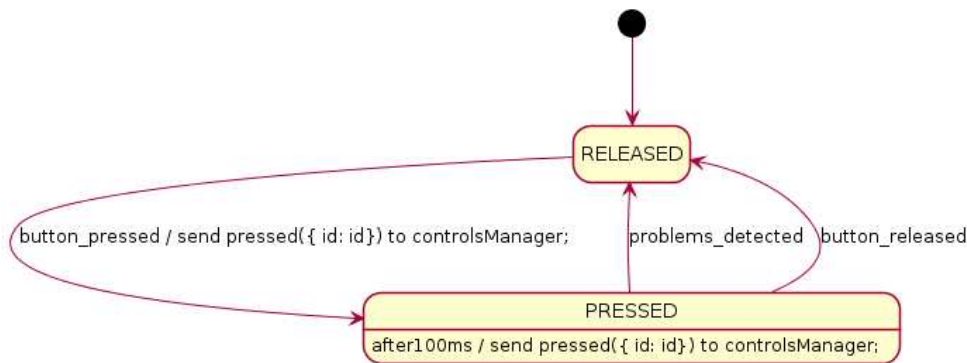 RELEASED
button_pressed / send pressed({ id: id}) to controlsManager;
problems_detected
button_released
PRESSED
after100ms / send pressed({ id: id}) to controlsManager;